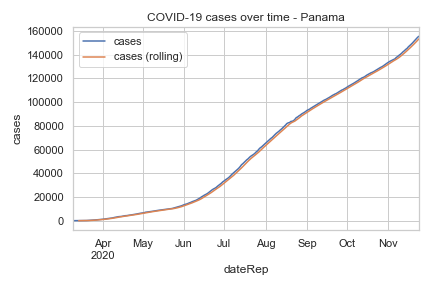 COVID-19 cases over time - Panama
cases
cases (rolling)
160000
140000
120000
100000
80000
60000
40000
20000
0
cases
Apr May Jun Jul Aug Sep Oct Nov
2020
dateRep